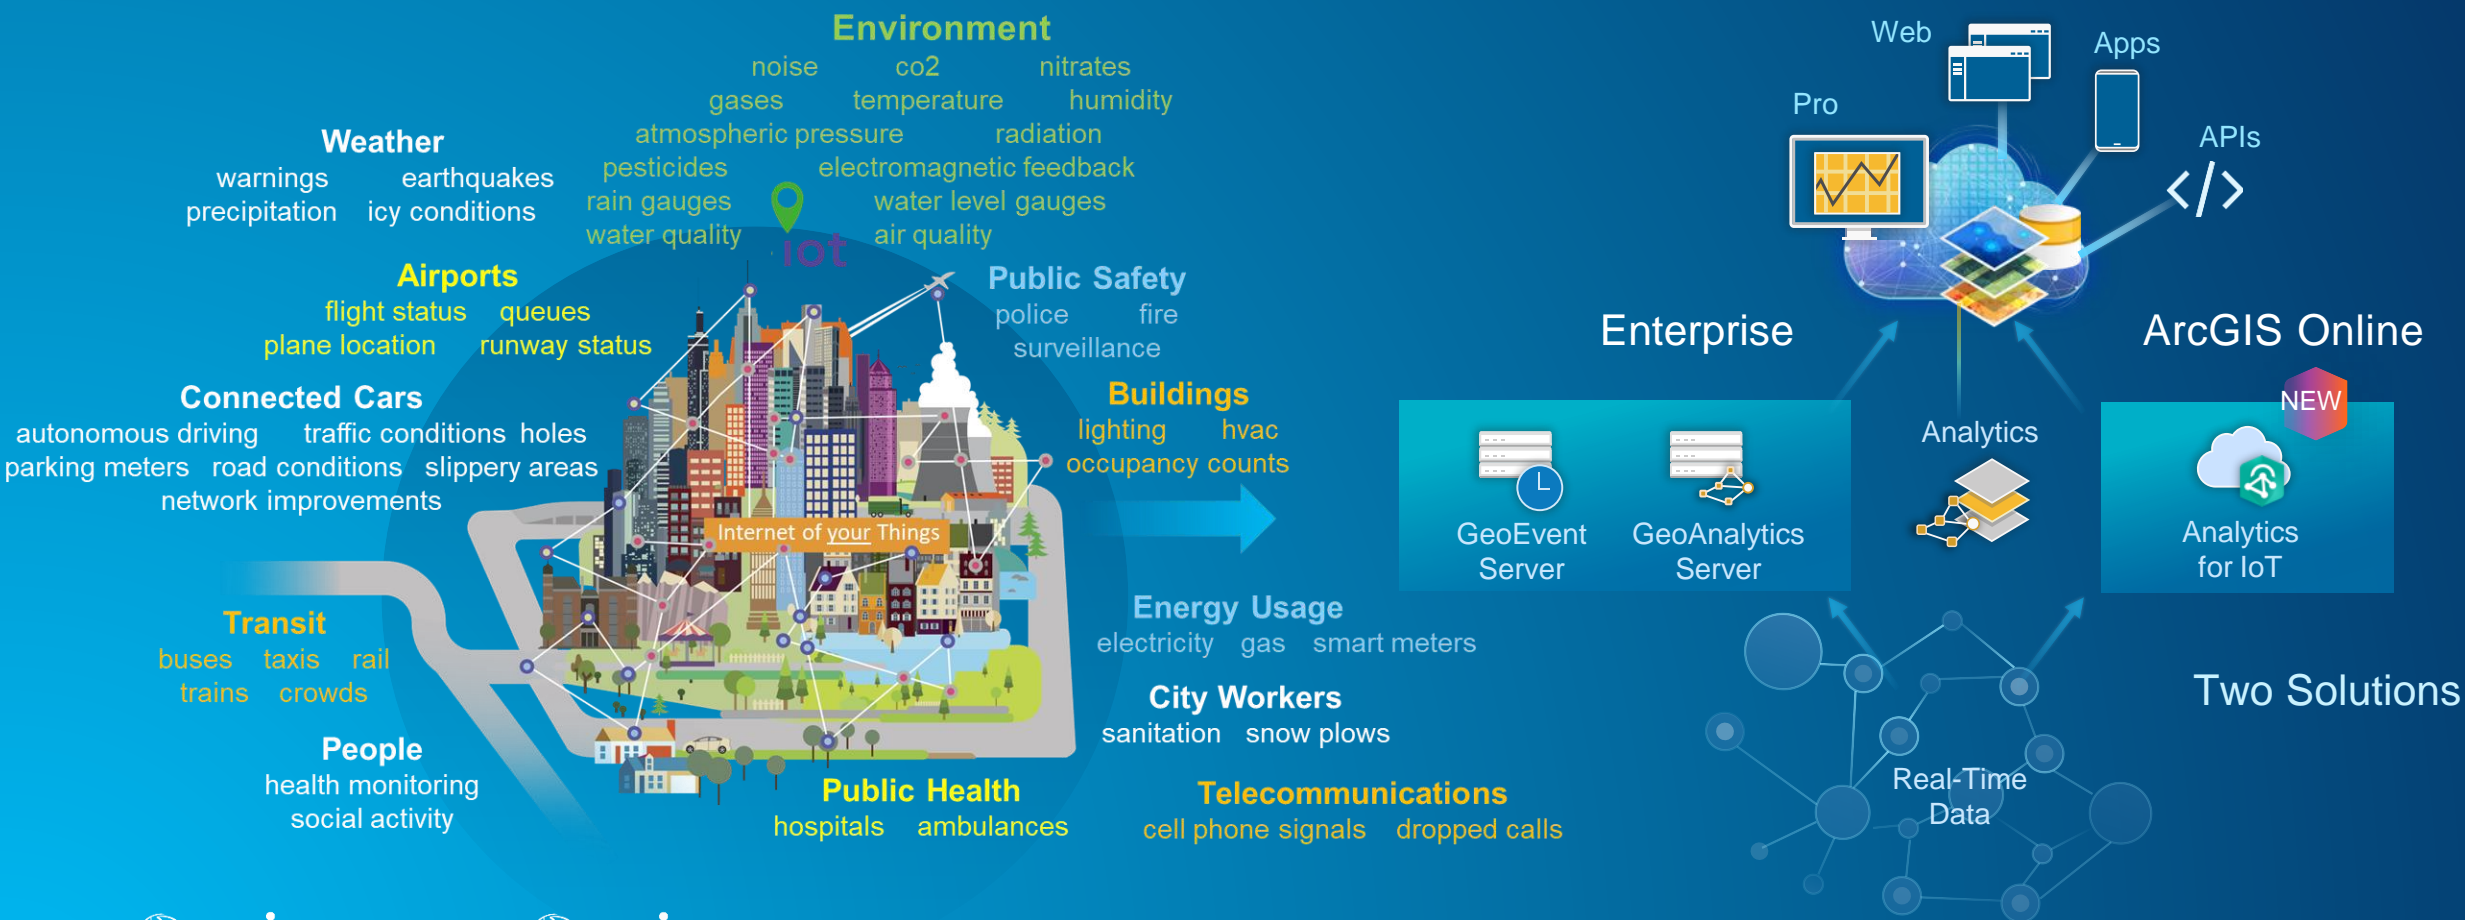 Environment
noise co2 nitrates
gases temperature humidity
atmospheric pressure radiation
pesticides electromagnetic feedback
rain gauges water level gauges
water quality air quality
iot
Weather
warnings earthquakes
precipitation icy conditions
Airports
flight status queues
plane location runway status
Connected Cars
autonomous driving traffic conditions holes
parking meters road conditions slippery areas
network improvements
Transit
buses taxis rail
trains crowds
People
health monitoring
social activity
Internet of your Things
Public Safety
police fire
surveillance
Buildings
lighting hvac
occupancy counts
Energy Usage
electricity gas smart meters
City Workers
sanitation snow plows
Public Health
hospitals ambulances
Telecommunications
cell phone signals dropped calls
Web
Apps
Pro
APIs
</>
Enterprise
ArcGIS Online
NEW
GeoEvent
Server
GeoAnalytics
Server
Analytics
Analytics
for IoT
Two Solutions
Real-Time
Data